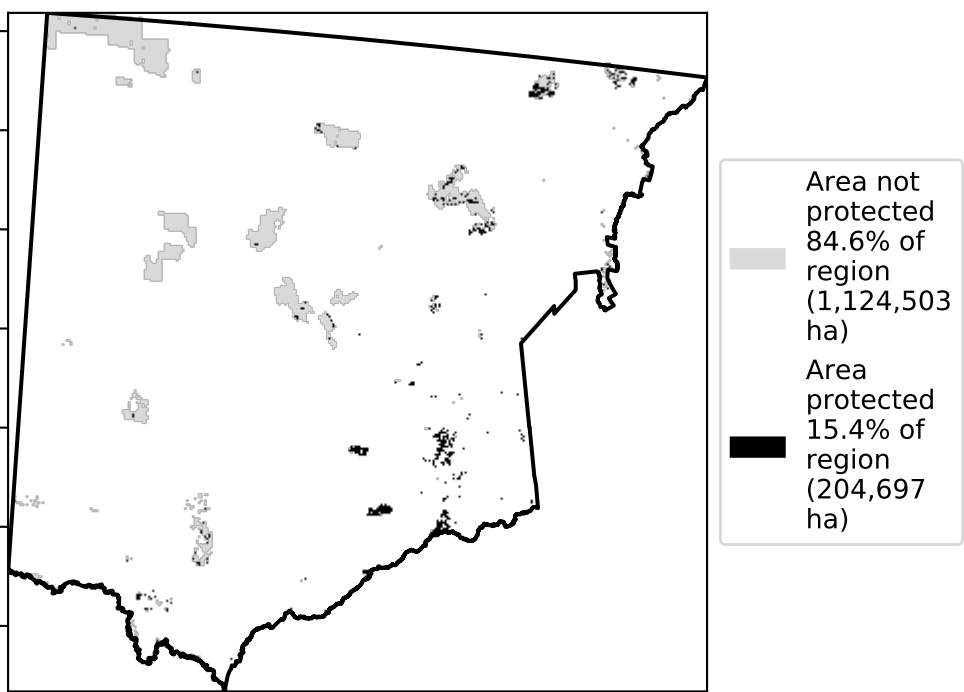 Area not
protected
84.6% of
region
(1,124,503
ha)
Area
protected
15.4% of
region
(204,697
ha)